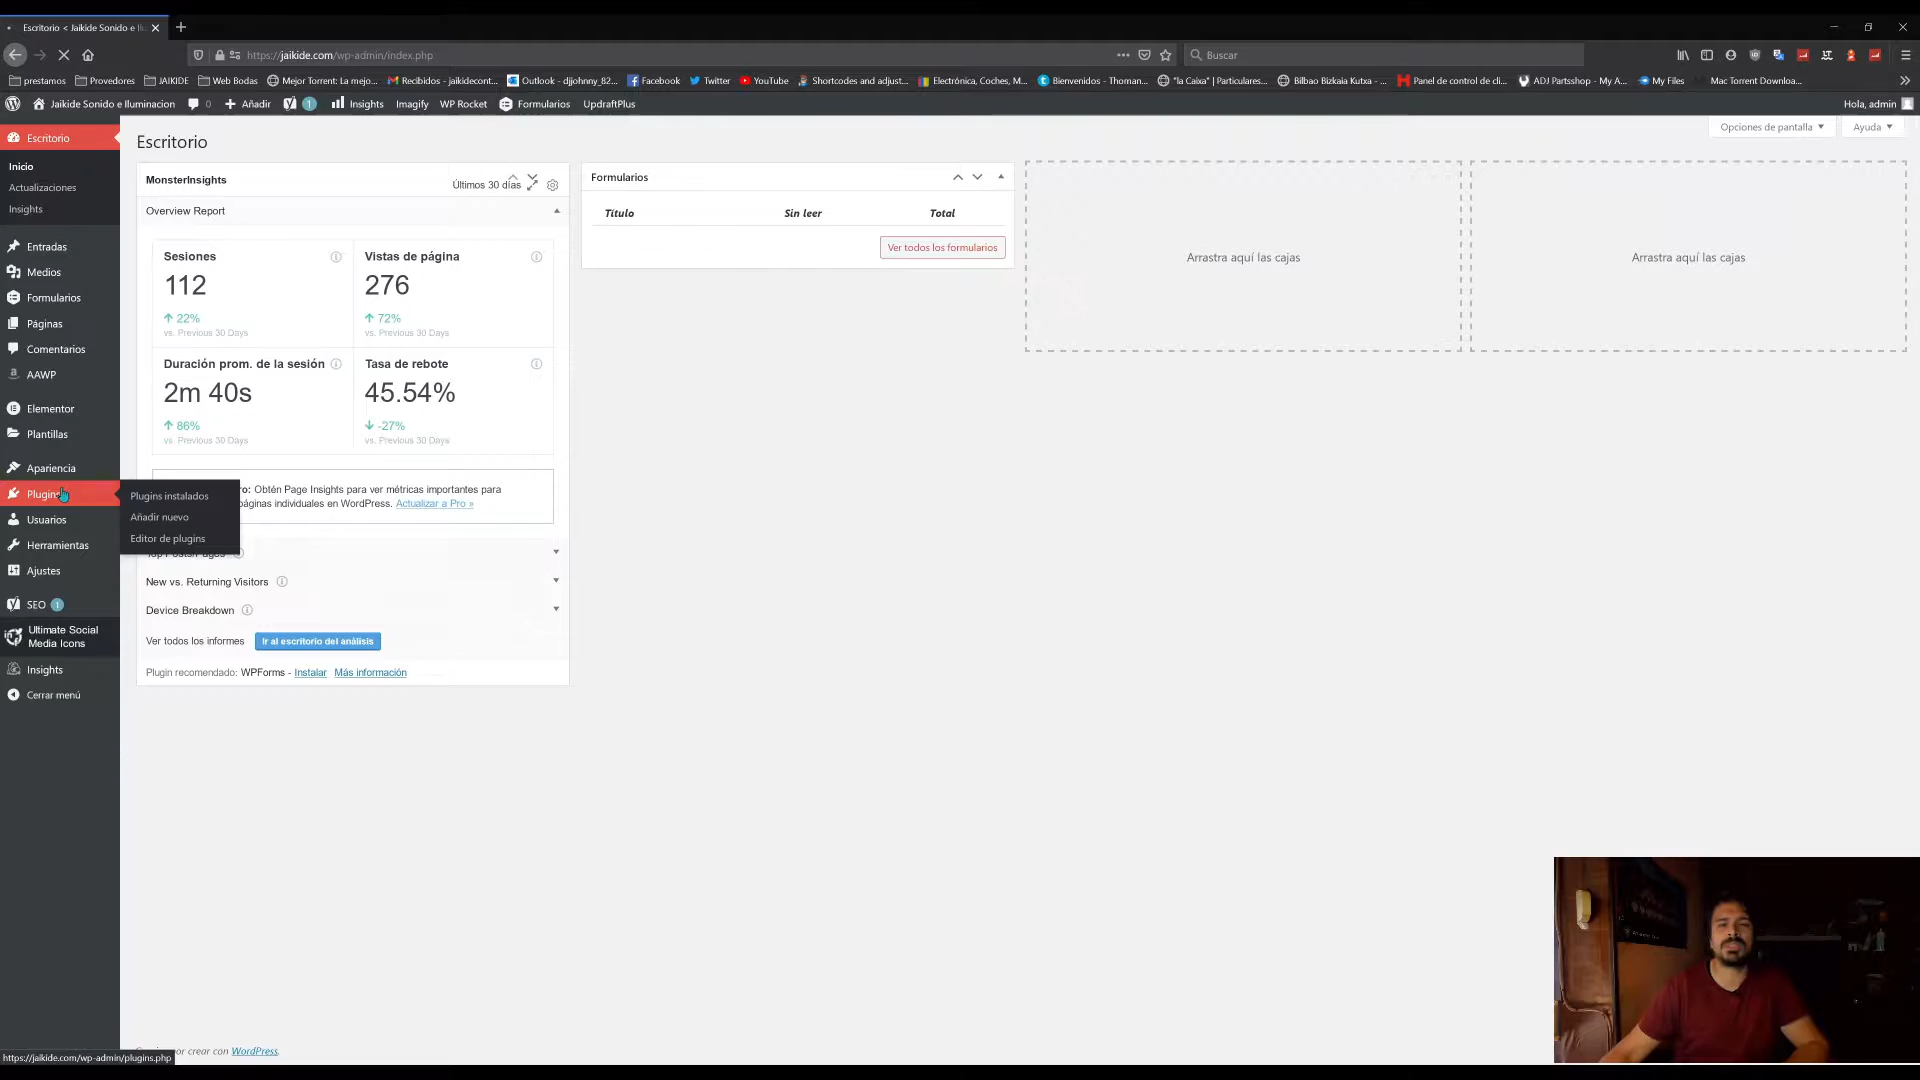 Escritorio < Jaikide Sonido e Ilu
https://jaikide.com/wp-admin/index.php
Buscar
prestamos
Provedores
JAIKIDE
Web Bodas
Mejor Torrent: La mejo...
Recibidos - jaikidecont...
Outlook - djjohnny_82...
Facebook
Twitter
YouTube
Shortcodes and adjust...
Electrónica, Coches, M...
Bienvenidos - Thoman...
"la Caixa" | Particulares...
Bilbao Bizkaia Kutxa - ...
Panel de control de cli...
ADJ Partsshop - My A...
My Files
Mac Torrent Downloa...
Jaikide Sonido e Iluminacion
0
Añadir
1
Insights
Imagify
WP Rocket
Formularios
UpdraftPlus
Hola, admin
Opciones de pantalla
Ayuda
Escritorio
Inicio
Actualizaciones
Insights
Entradas
Medios
Formularios
Páginas
Comentarios
AAWP
Elementor
Plantillas
Apariencia
Plugin
Usuarios
Herramientas
Ajustes
SEO 1
Ultimate Social
Media Icons
Insights
Cerrar menú
Plugins instalados
Añadir nuevo
Editor de plugins
Escritorio
MonsterInsights
Últimos 30 días
Overview Report
Sesiones
112
22%
vs. Previous 30 Days
Vistas de página
276
72%
vs. Previous 30 Days
Duración prom. de la sesión
2m 40s
86%
vs. Previous 30 Days
Tasa de rebote
45.54%
-27%
vs. Previous 30 Days
ro: Obtén Page Insights para ver métricas importantes para
páginas individuales en WordPress. Actualizar a Pro »
New vs. Returning Visitors
Device Breakdown
Ver todos los informes
Ir al escritorio del análisis
Plugin recomendado: WPForms - Instalar Más información
Formularios
Título
Sin leer
Total
Ver todos los formularios
Arrastra aquí las cajas
Arrastra aquí las cajas
por crear con WordPress.
https://jaikide.com/wp-admin/plugins.php